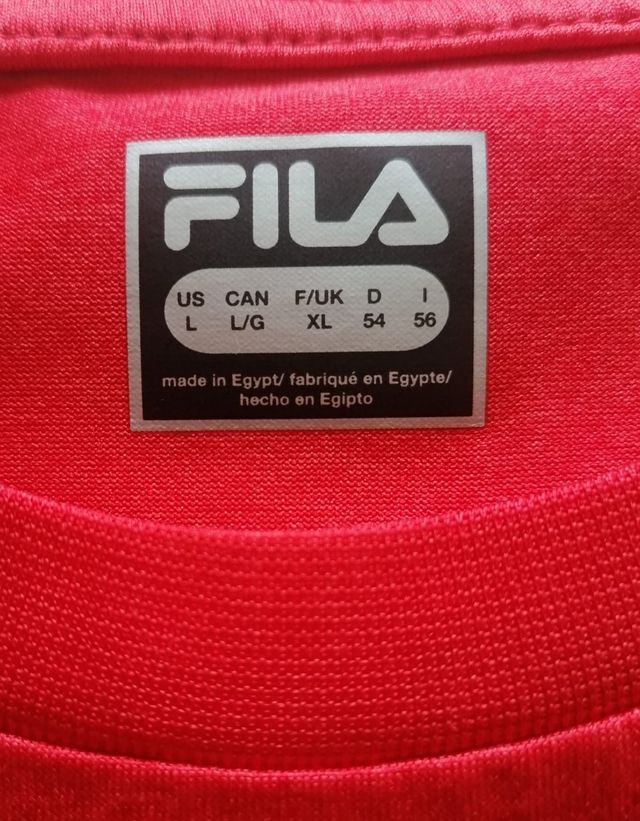 FILA
US CAN F/UK D I
L L/G XL 54 56
made in Egypt/ fabriqué en Egypte/
hecho en Egipto